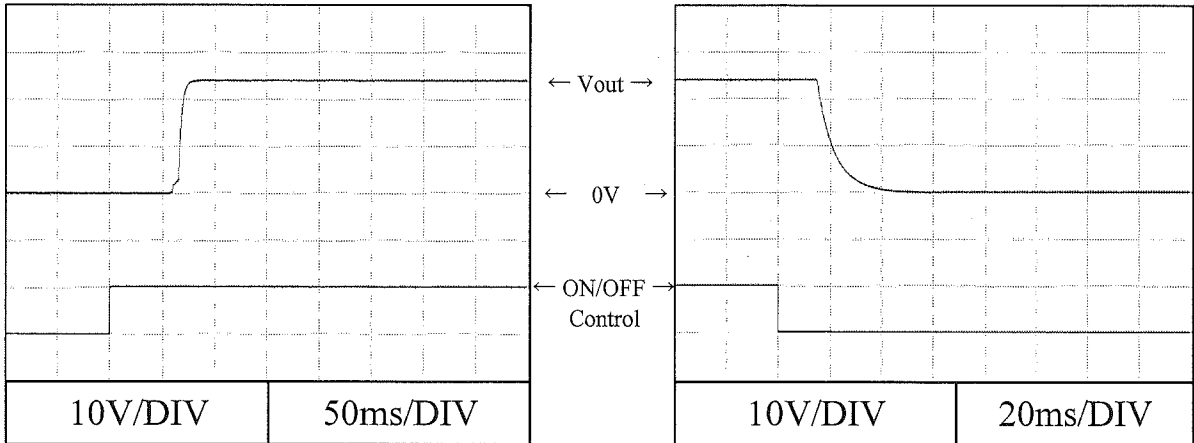 ← Vout →
← 0V →
← ON/OFF →
Control
10V/DIV
50ms/DIV
10V/DIV
20ms/DIV